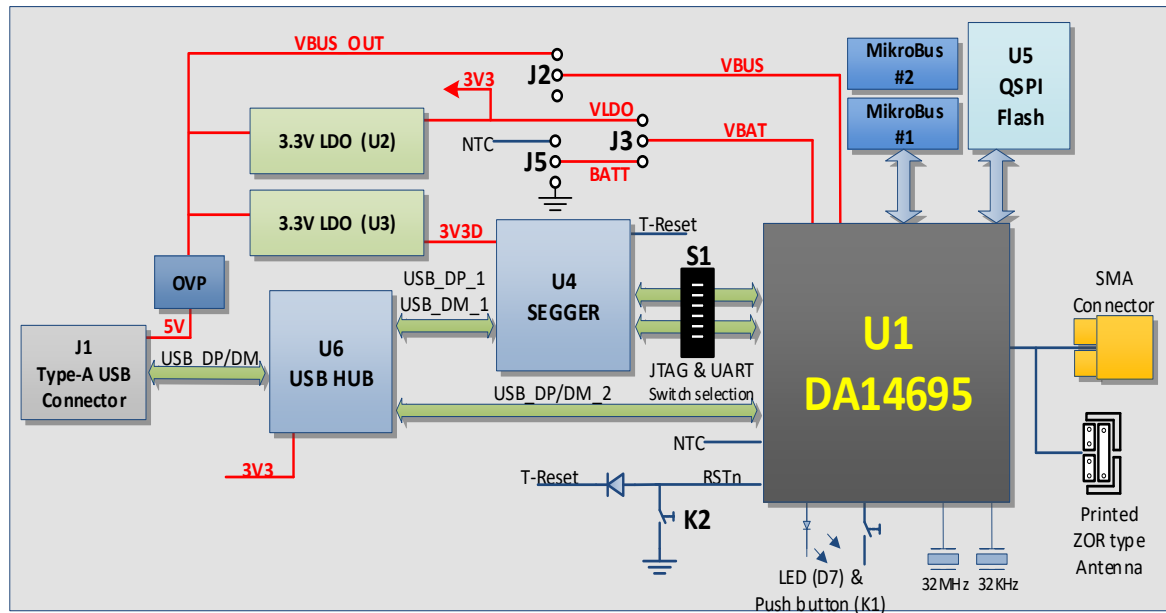 VBUS_OUT
J2
VBUS
3V3
VLDO
3.3V LDO (U2)
NTC
J3
VBAT
J5
BATT
MikroBus
#2
MikroBus
#1
U5
QSPI
Flash
3.3V LDO (U3)
3V3D
T-Reset
OVP
5V
USB_DP_1
USB_DM_1
U4
SEGGER
S1
JTAG & UART
Switch selection
U1
DA14695
SMA
Connector
J1
Type-A USB
Connector
USB_DP/DM
U6
USB HUB
USB_DP/DM_2
NTC
3V3
T-Reset
RSTn
K2
LED (D7) &
Push button (K1)
32MHz
32KHz
Printed
ZOR type
Antenna